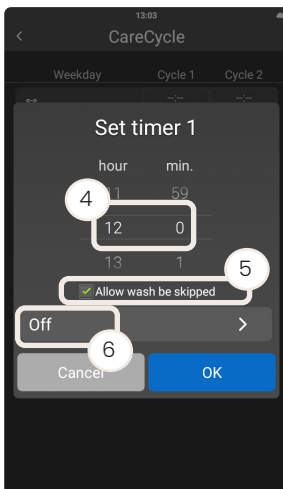 13:03
CareCycle
Weekday Cycle 1 Cycle 2
--:-- --:--
Set timer 1
hour min.
4
11 59
12 0
13 1
5
Allow wash be skipped
Off
6
Cancel OK